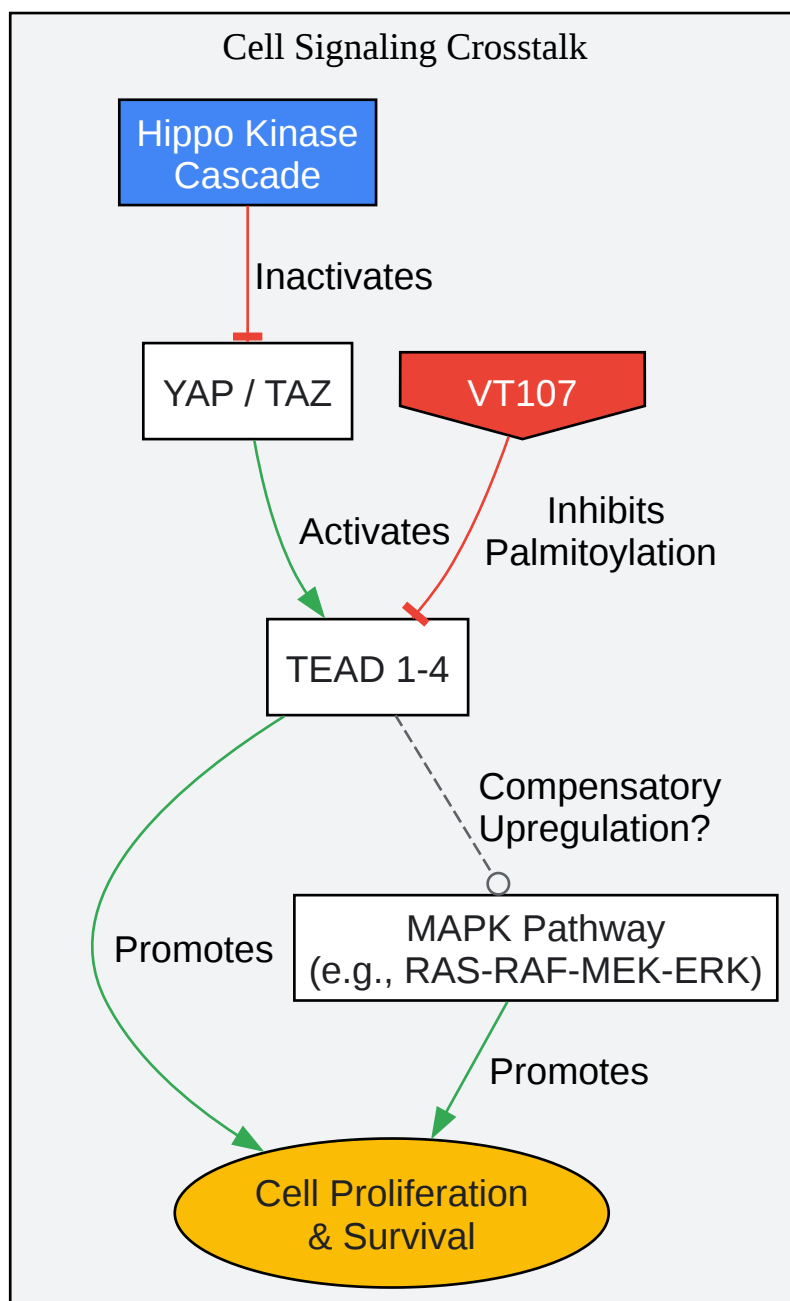 Cell Signaling Crosstalk
Hippo Kinase
Cascade
Inactivates
YAP / TAZ
VT107
Activates
Inhibits
Palmitoylation
TEAD 1-4
Compensatory
Upregulation?
Promotes
MAPK Pathway
(e.g., RAS-RAF-MEK-ERK)
Promotes
Cell Proliferation
& Survival